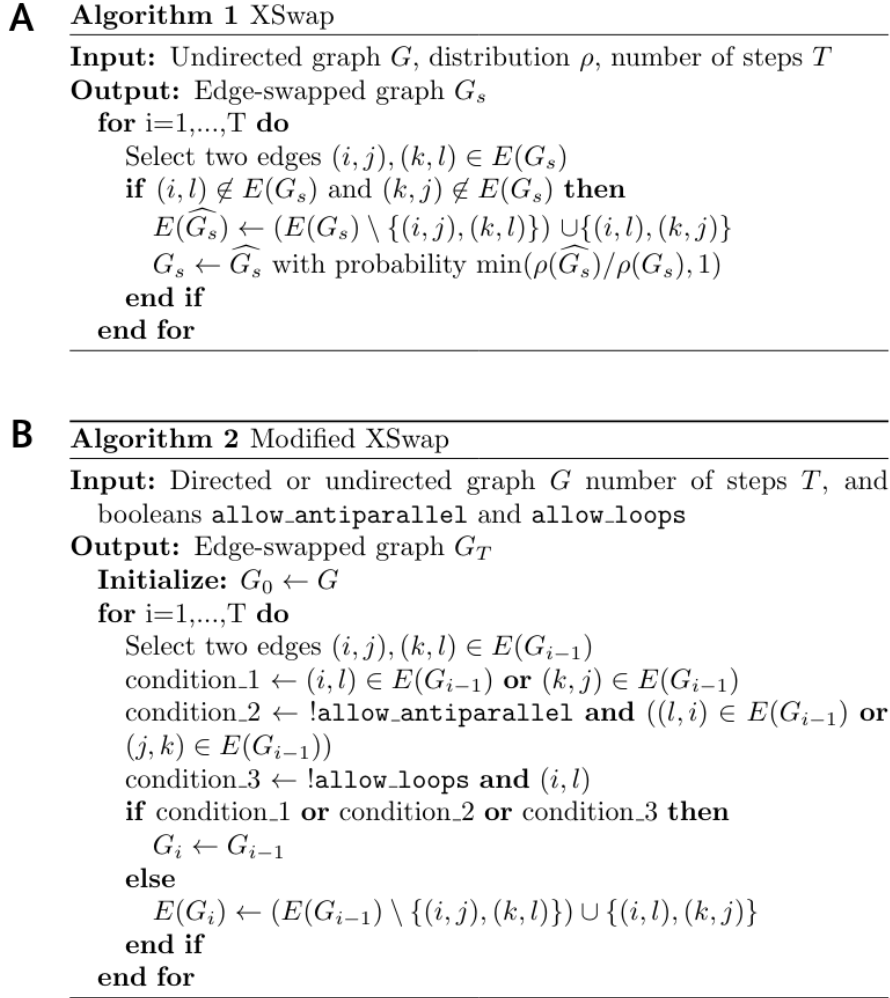 A
Algorithm 1 XSwap
Input: Undirected graph G, distribution ρ, number of steps T
Output: Edge-swapped graph G_s
for i=1,...,T do
Select two edges (i, j), (k, l) ∈ E(G_s)
if (i, l) ∉ E(G_s) and (k, j) ∉ E(G_s) then
E(Ĝ_s) ← (E(G_s) \ {(i, j), (k, l)}) ∪{(i, l), (k, j)}
G_s ← Ĝ_s with probability min(ρ(Ĝ_s)/ρ(G_s), 1)
end if
end for
B
Algorithm 2 Modified XSwap
Input: Directed or undirected graph G number of steps T, and
booleans allow_antiparallel and allow_loops
Output: Edge-swapped graph G_T
Initialize: G_0 ← G
for i=1,...,T do
Select two edges (i, j), (k, l) ∈ E(G_{i−1})
condition_1 ← (i, l) ∈ E(G_{i−1}) or (k, j) ∈ E(G_{i−1})
condition_2 ← !allow_antiparallel and ((l, i) ∈ E(G_{i−1}) or
(j, k) ∈ E(G_{i−1}))
condition_3 ← !allow_loops and (i, l)
if condition_1 or condition_2 or condition_3 then
G_i ← G_{i−1}
else
E(G_i) ← (E(G_{i−1}) \ {(i, j), (k, l)}) ∪ {(i, l), (k, j)}
end if
end for